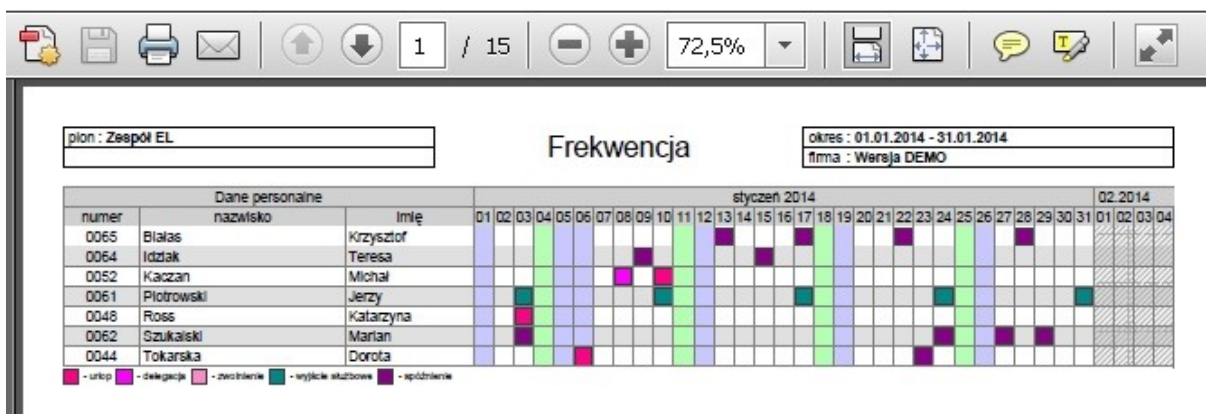 1 / 15 72,5%
pion : Zespół EL
Frekwencja
okres : 01.01.2014 - 31.01.2014
firma : Wersja DEMO
Dane personalne styczeń 2014 02.2014
numer nazwisko imię 01 02 03 04 05 06 07 08 09 10 11 12 13 14 15 16 17 18 19 20 21 22 23 24 25 26 27 28 29 30 31 01 02 03 04
0065 Białas Krzysztof
0064 Idziak Teresa
0052 Kaczan Michał
0061 Piotrowski Jerzy
0048 Ross Katarzyna
0062 Szukalski Marian
0044 Tokarska Dorota
- urlop - delegacja - zwolnienie - wyjście służbowe - spóźnienie